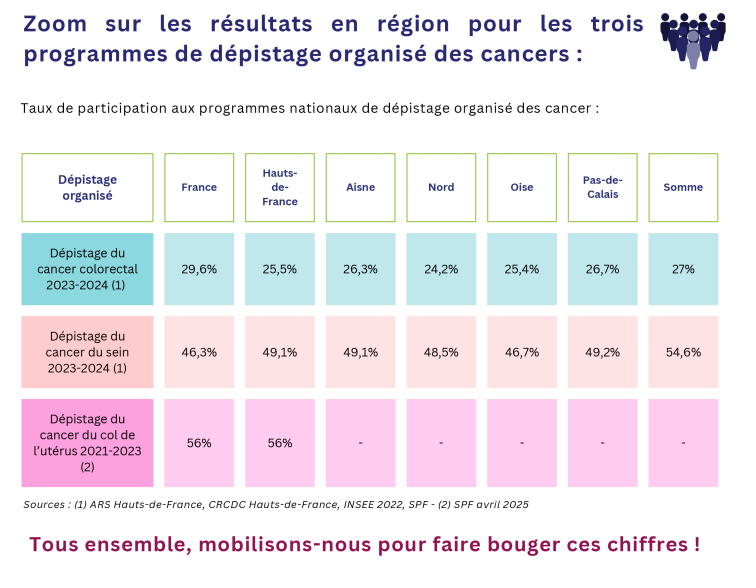 Zoom sur les résultats en région pour les trois
programmes de dépistage organisé des cancers :
Taux de participation aux programmes nationaux de dépistage organisé des cancer :
Dépistage
organisé
France
Hauts-
de-
France
Aisne
Nord
Oise
Pas-de-
Calais
Somme
Dépistage du
cancer colorectal
2023-2024 (1)
29,6%
25,5%
26,3%
24,2%
25,4%
26,7%
27%
Dépistage du
cancer du sein
2023-2024 (1)
46,3%
49,1%
49,1%
48,5%
46,7%
49,2%
54,6%
Dépistage du
cancer du col de
l'utérus 2021-2023
(2)
56%
56%
-
-
-
-
-
Sources : (1) ARS Hauts-de-France, CRCDC Hauts-de-France, INSEE 2022, SPF - (2) SPF avril 2025
Tous ensemble, mobilisons-nous pour faire bouger ces chiffres !